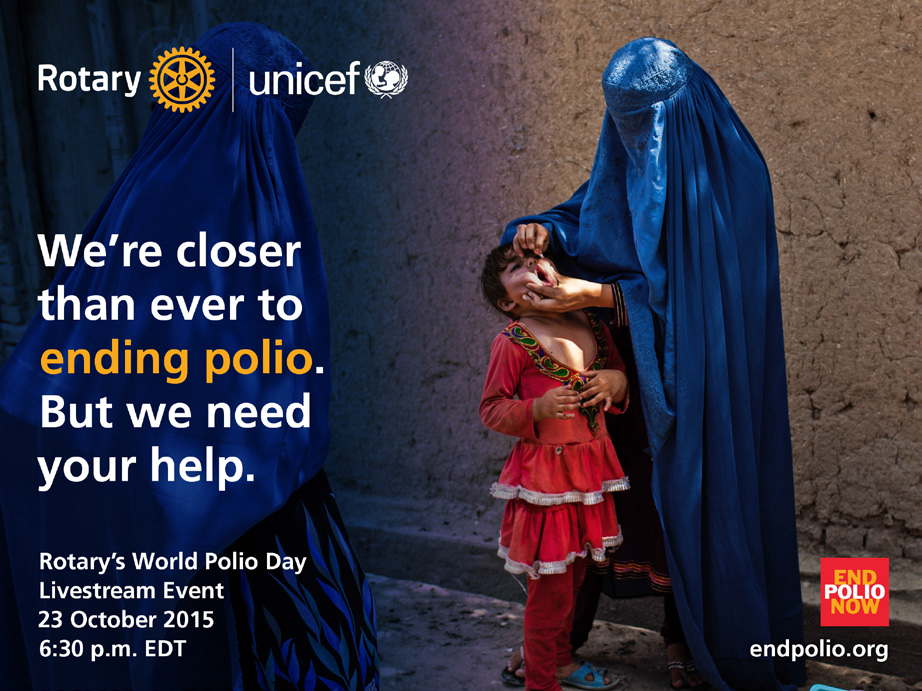 Rotary unicef
We’re closer
than ever to
ending polio.
But we need
your help.
Rotary’s World Polio Day
Livestream Event
23 October 2015
6:30 p.m. EDT
END
POLIO
NOW
endpolio.org